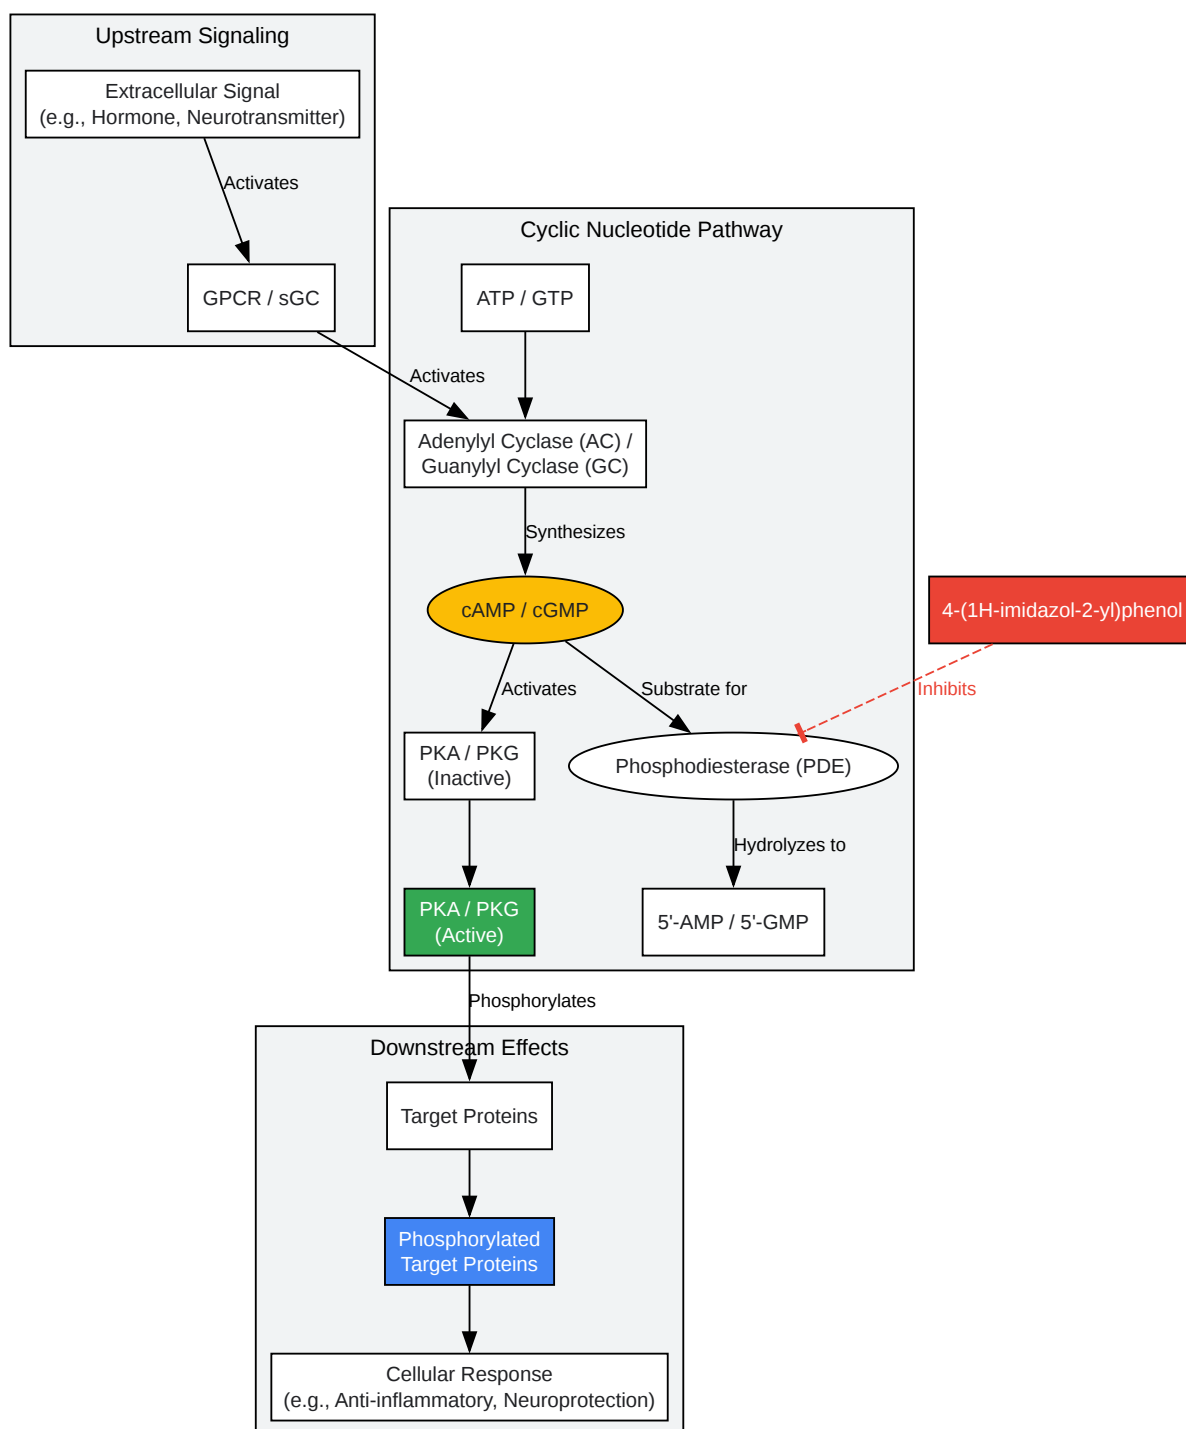 Upstream Signaling
Extracellular Signal
(e.g., Hormone, Neurotransmitter)
Activates
GPCR / sGC
Activates
Cyclic Nucleotide Pathway
ATP / GTP
Adenylyl Cyclase (AC) /
Guanylyl Cyclase (GC)
Synthesizes
cAMP / cGMP
4-(1H-imidazol-2-yl)phenol
Activates
Substrate for
Inhibits
PKA / PKG
(Inactive)
Phosphodiesterase (PDE)
Hydrolyzes to
PKA / PKG
(Active)
5'-AMP / 5'-GMP
Phosphorylates
Downstream Effects
Target Proteins
Phosphorylated
Target Proteins
Cellular Response
(e.g., Anti-inflammatory, Neuroprotection)